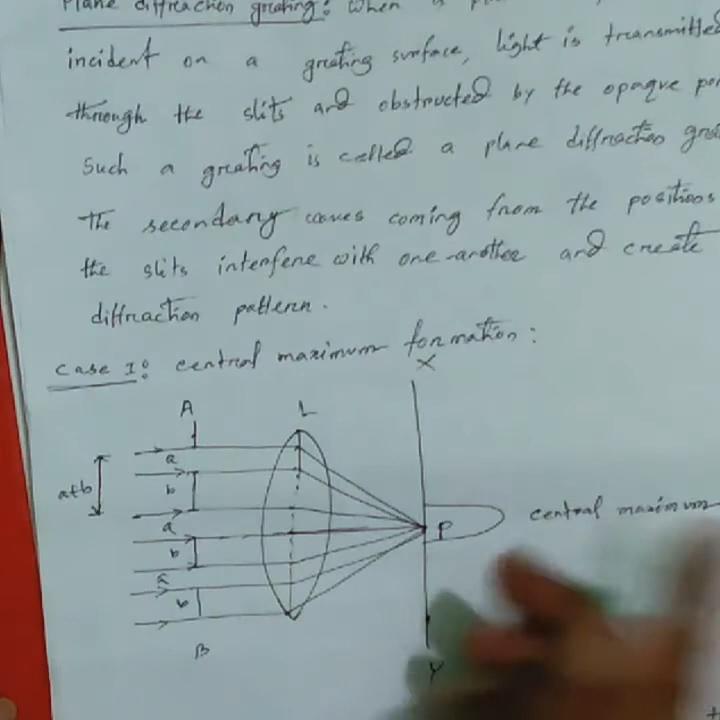 Plane diffraction grating: When a
incident on a grating surface, light is transmitted
through the slits and obstructed by the opaque
Such a grating is called a plane diffraction
The secondary waves coming from the positions
the slits interfere with one-another and create
diffraction pattern.
Case I: central maximum formation:
X
A L
a
b
a+b
a
P central maximum
b
a
b
B
Y